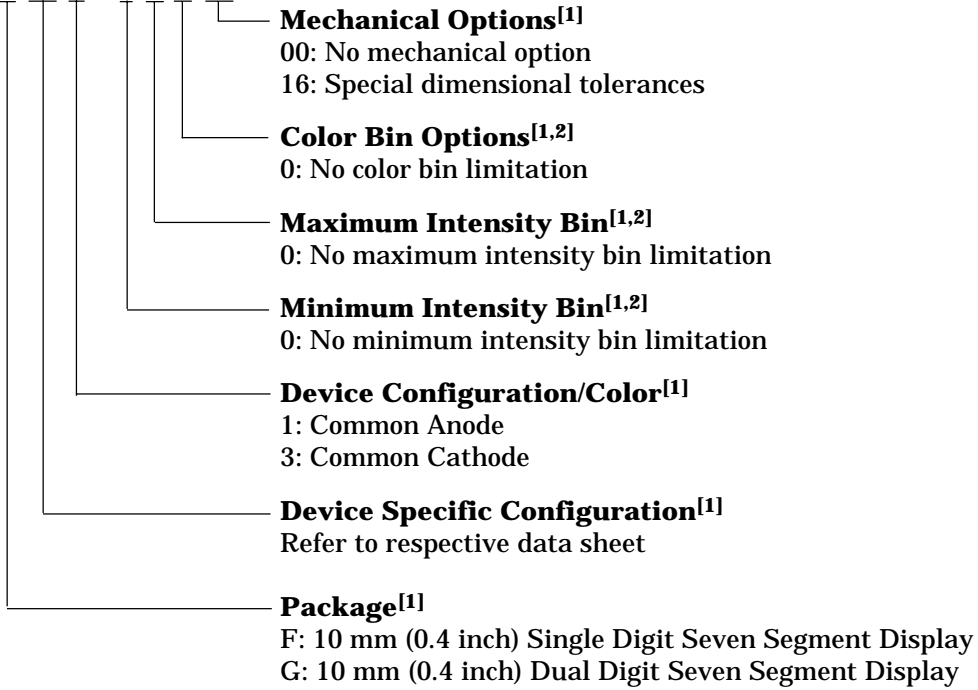 Mechanical Options[1]
00: No mechanical option
16: Special dimensional tolerances
Color Bin Options[1,2]
0: No color bin limitation
Maximum Intensity Bin[1,2]
0: No maximum intensity bin limitation
Minimum Intensity Bin[1,2]
0: No minimum intensity bin limitation
Device Configuration/Color[1]
1: Common Anode
3: Common Cathode
Device Specific Configuration[1]
Refer to respective data sheet
Package[1]
F: 10 mm (0.4 inch) Single Digit Seven Segment Display
G: 10 mm (0.4 inch) Dual Digit Seven Segment Display